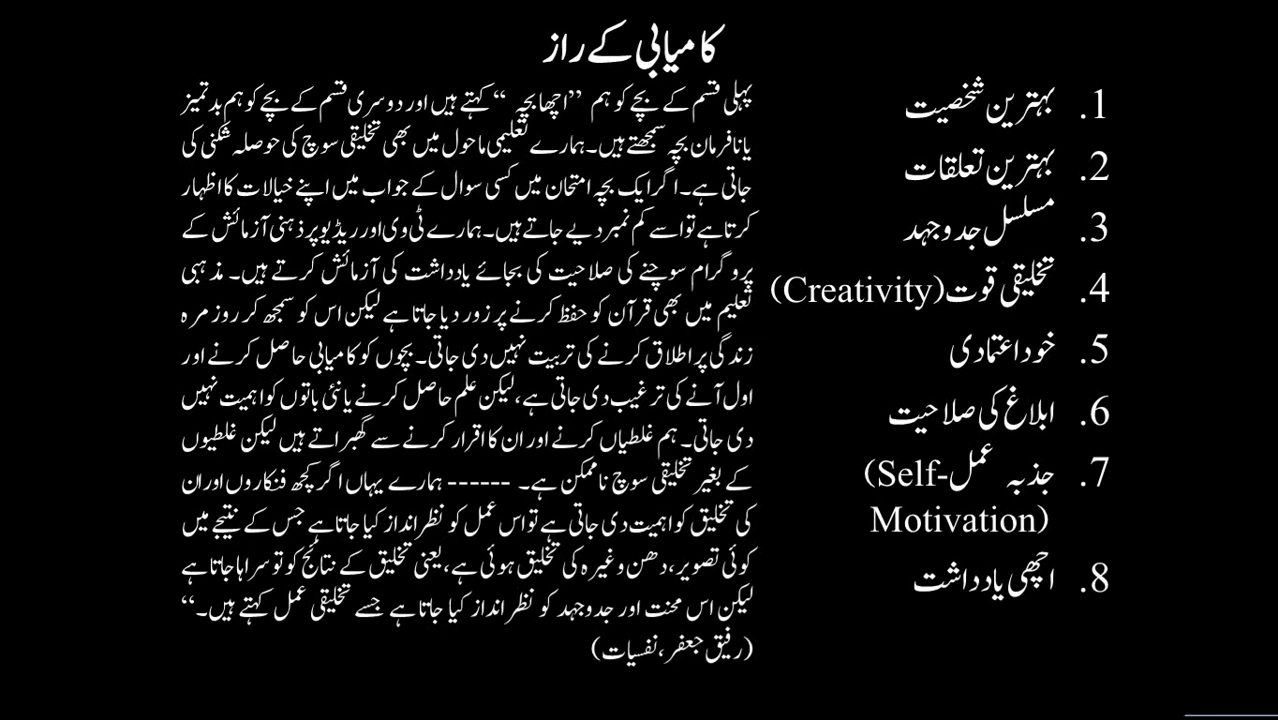 کامیابی کے راز
1. بہترین شخصیت
2. بہترین تعلقات
3. مسلسل جدوجہد
4. تخلیقی قوت (Creativity)
5. خود اعتمادی
6. ابلاغ کی صلاحیت
7. جذبہ عمل (Self-
Motivation)
8. اچھی یادداشت
پہلی قسم کے بچے کو ہم ”اچھا بچہ “ کہتے ہیں اور دوسری قسم کے بچے کو ہم بدتمیز
یا نافرمان بچہ سمجھتے ہیں۔ ہمارے تعلیمی ماحول میں بھی تخلیقی سوچ کی حوصلہ شکنی کی
جاتی ہے۔ اگر ایک بچہ امتحان میں کسی سوال کے جواب میں اپنے خیالات کا اظہار
کرتا ہے تو اسے کم نمبر دیے جاتے ہیں۔ ہمارے ٹی وی اور ریڈیو پر ذہنی آزمائش کے
پروگرام سوچنے کی صلاحیت کی بجائے یادداشت کی آزمائش کرتے ہیں۔ مذہبی
تعلیم میں بھی قرآن کو حفظ کرنے پر زور دیا جاتا ہے لیکن اس کو سمجھ کر روز مرہ
زندگی پر اطلاق کرنے کی تربیت نہیں دی جاتی۔ بچوں کو کامیابی حاصل کرنے اور
اول آنے کی ترغیب دی جاتی ہے، لیکن علم حاصل کرنے یا نئی باتوں کو اہمیت نہیں
دی جاتی۔ ہم غلطیاں کرنے اور ان کا اقرار کرنے سے گھبراتے ہیں لیکن غلطیوں
کے بغیر تخلیقی سوچ ناممکن ہے۔ ------ ہمارے یہاں اگر کچھ فنکاروں اور ان
کی تخلیق کو اہمیت دی جاتی ہے تو اس عمل کو نظر انداز کیا جاتا ہے جس کے نتیجے میں
کوئی تصویر، دھن وغیرہ کی تخلیق ہوئی ہے، یعنی تخلیق کے نتائج کو تو سراہا جاتا ہے
لیکن اس محنت اور جدوجہد کو نظر انداز کیا جاتا ہے جسے تخلیقی عمل کہتے ہیں۔“
(رفیق جعفر، نفسیات)